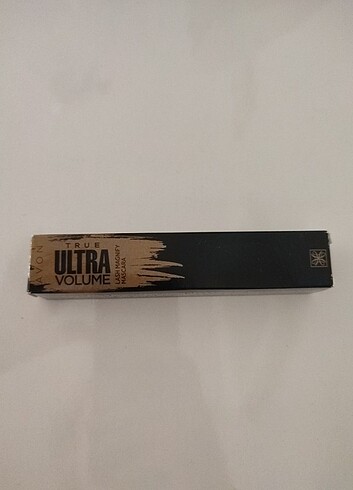 AVON
TRUE
ULTRA
VOLUME
LASH MAGNIFY
MASCARA